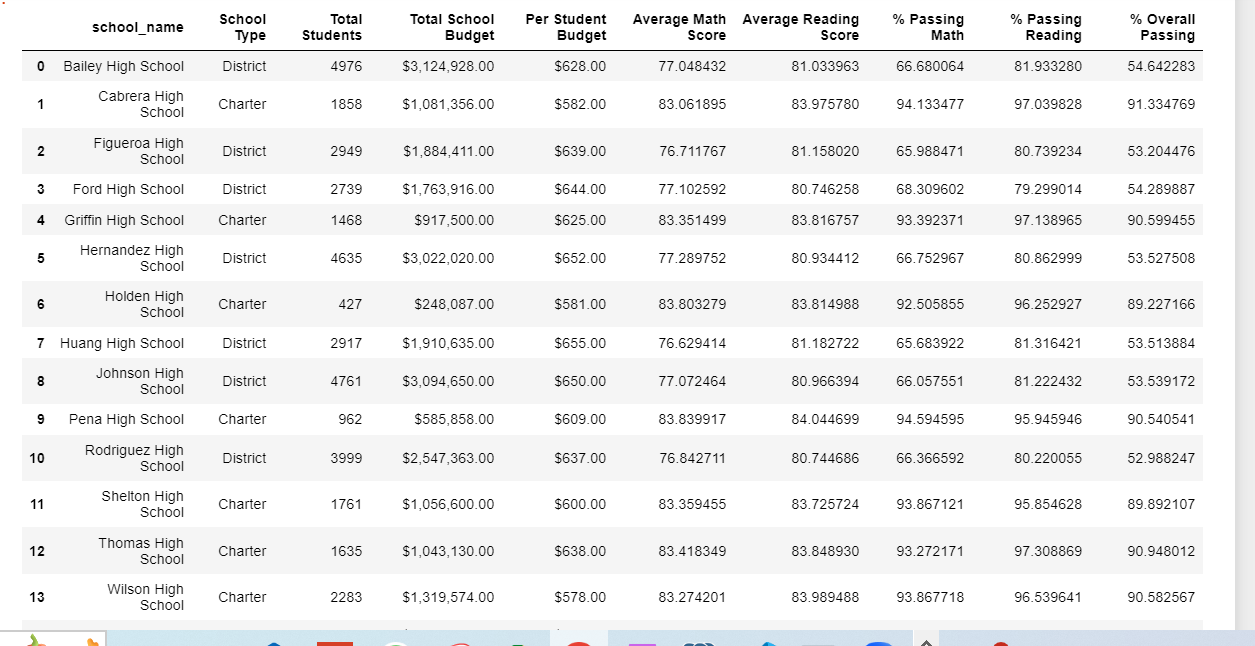 school_name School Type Total Students Total School Budget Per Student Budget Average Math Score Average Reading Score % Passing Math % Passing Reading % Overall Passing
0 Bailey High School District 4976 $3,124,928.00 $628.00 77.048432 81.033963 66.680064 81.933280 54.642283
1 Cabrera High School Charter 1858 $1,081,356.00 $582.00 83.061895 83.975780 94.133477 97.039828 91.334769
2 Figueroa High School District 2949 $1,884,411.00 $639.00 76.711767 81.158020 65.988471 80.739234 53.204476
3 Ford High School District 2739 $1,763,916.00 $644.00 77.102592 80.746258 68.309602 79.299014 54.289887
4 Griffin High School Charter 1468 $917,500.00 $625.00 83.351499 83.816757 93.392371 97.138965 90.599455
5 Hernandez High School District 4635 $3,022,020.00 $652.00 77.289752 80.934412 66.752967 80.862999 53.527508
6 Holden High School Charter 427 $248,087.00 $581.00 83.803279 83.814988 92.505855 96.252927 89.227166
7 Huang High School District 2917 $1,910,635.00 $655.00 76.629414 81.182722 65.683922 81.316421 53.513884
8 Johnson High School District 4761 $3,094,650.00 $650.00 77.072464 80.966394 66.057551 81.222432 53.539172
9 Pena High School Charter 962 $585,858.00 $609.00 83.839917 84.044699 94.594595 95.945946 90.540541
10 Rodriguez High School District 3999 $2,547,363.00 $637.00 76.842711 80.744686 66.366592 80.220055 52.988247
11 Shelton High School Charter 1761 $1,056,600.00 $600.00 83.359455 83.725724 93.867121 95.854628 89.892107
12 Thomas High School Charter 1635 $1,043,130.00 $638.00 83.418349 83.848930 93.272171 97.308869 90.948012
13 Wilson High School Charter 2283 $1,319,574.00 $578.00 83.274201 83.989488 93.867718 96.539641 90.582567